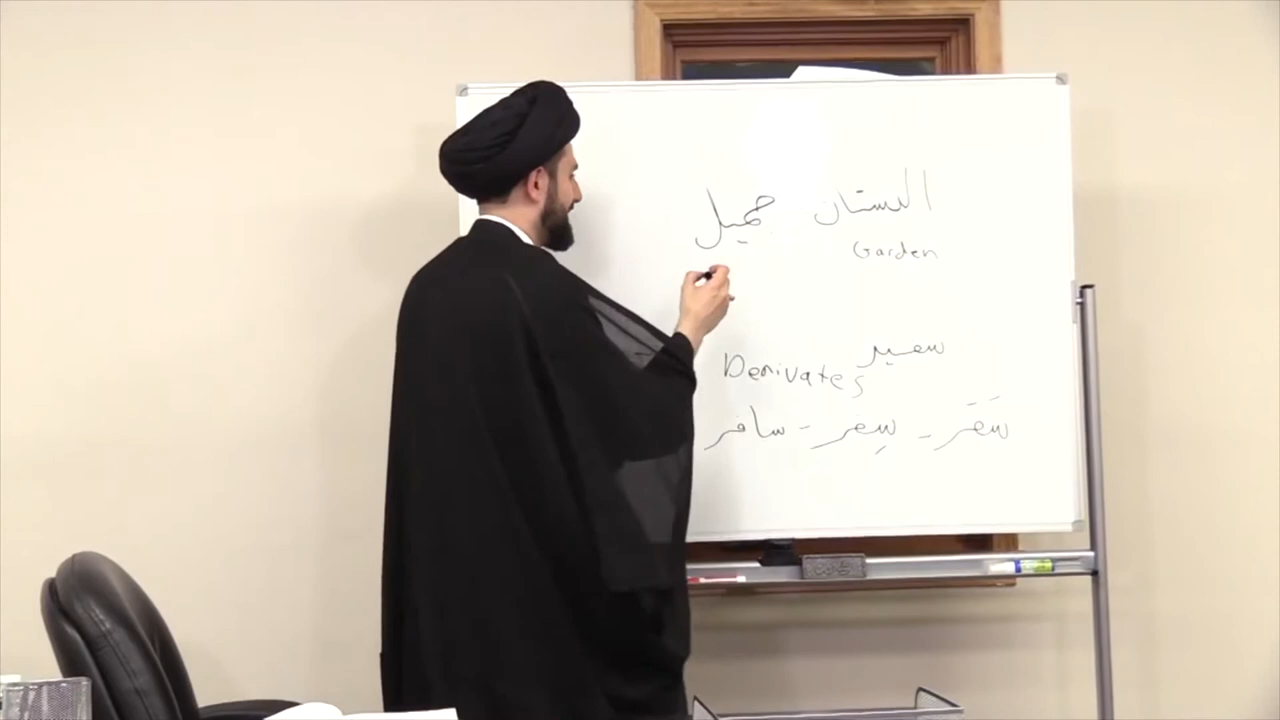 البستان جميل
Garden
سفير
Derivates
سَفَر - سِفر - سافر